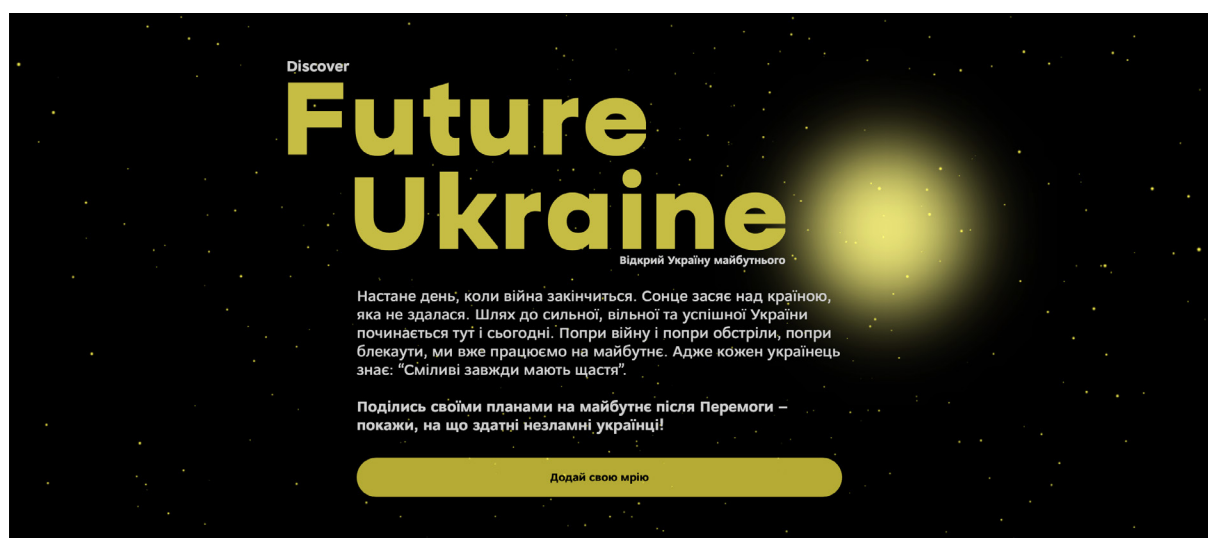 Discover
Future
Ukraine
Відкрий Україну майбутнього
Настане день, коли війна закінчиться. Сонце засяє над країною,
яка не здалася. Шлях до сильної, вільної та успішної України
починається тут і сьогодні. Попри війну і попри обстріли, попри
блекаути, ми вже працюємо на майбутнє. Адже кожен українець
знає: “Сміливі завжди мають щастя”.
Поділись своїми планами на майбутнє після Перемоги –
покажи, на що здатні незламні українці!
Додай свою мрію